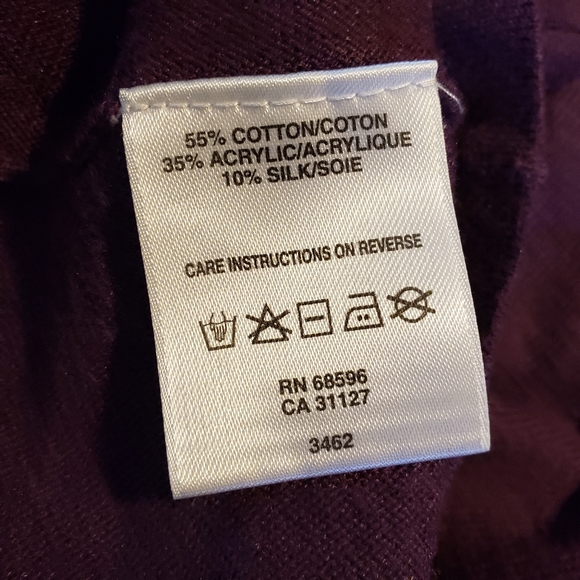 55% COTTON/COTON
35% ACRYLIC/ACRYLIQUE
10% SILK/SOIE
CARE INSTRUCTIONS ON REVERSE
RN 68596
CA 31127
3462